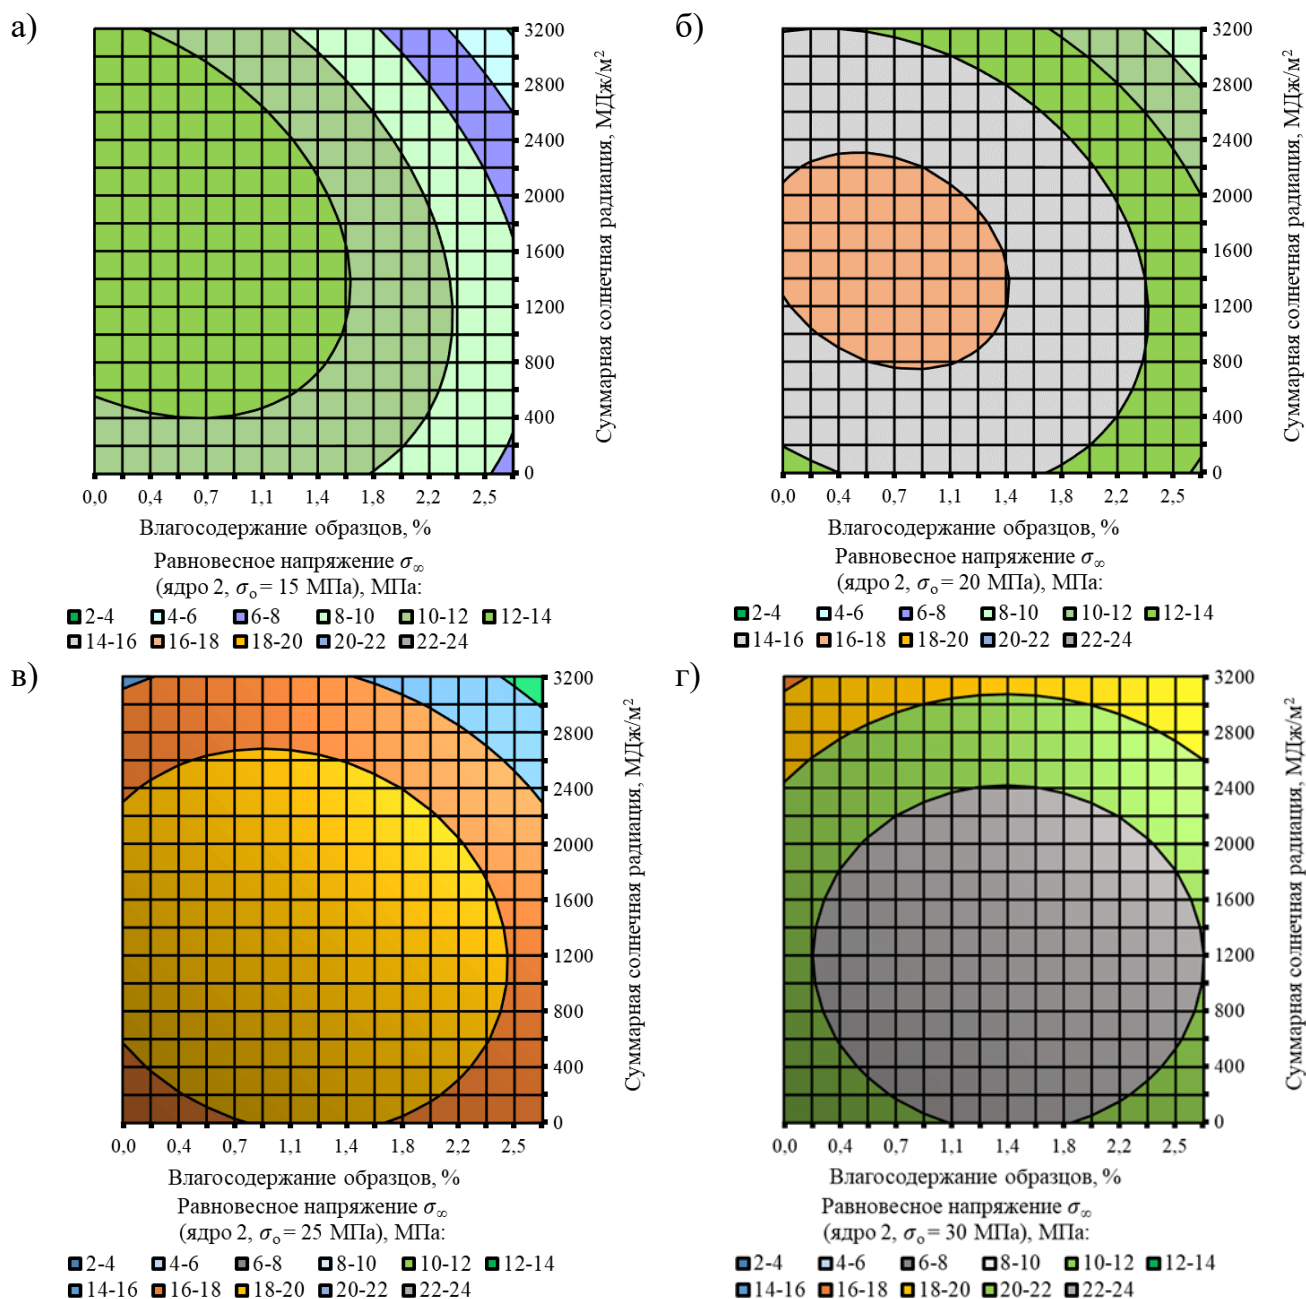 а)
3200
2800
2400
2000
1600
1200
800
400
0
Суммарная солнечная радиация, МДж/м²
0,0 0,4 0,7 1,1 1,4 1,8 2,2 2,5
Влагосодержание образцов, %
Равновесное напряжение σ∞
(ядро 2, σₒ = 15 МПа), МПа:
2-4 4-6 6-8 8-10 10-12 12-14
14-16 16-18 18-20 20-22 22-24
б)
3200
2800
2400
2000
1600
1200
800
400
0
Суммарная солнечная радиация, МДж/м²
0,0 0,4 0,7 1,1 1,4 1,8 2,2 2,5
Влагосодержание образцов, %
Равновесное напряжение σ∞
(ядро 2, σₒ = 20 МПа), МПа:
2-4 4-6 6-8 8-10 10-12 12-14
14-16 16-18 18-20 20-22 22-24
в)
3200
2800
2400
2000
1600
1200
800
400
0
Суммарная солнечная радиация, МДж/м²
0,0 0,4 0,7 1,1 1,4 1,8 2,2 2,5
Влагосодержание образцов, %
Равновесное напряжение σ∞
(ядро 2, σₒ = 25 МПа), МПа:
2-4 4-6 6-8 8-10 10-12 12-14
14-16 16-18 18-20 20-22 22-24
г)
3200
2800
2400
2000
1600
1200
800
400
0
Суммарная солнечная радиация, МДж/м²
0,0 0,4 0,7 1,1 1,4 1,8 2,2 2,5
Влагосодержание образцов, %
Равновесное напряжение σ∞
(ядро 2, σₒ = 30 МПа), МПа:
2-4 4-6 6-8 8-10 10-12 12-14
14-16 16-18 18-20 20-22 22-24